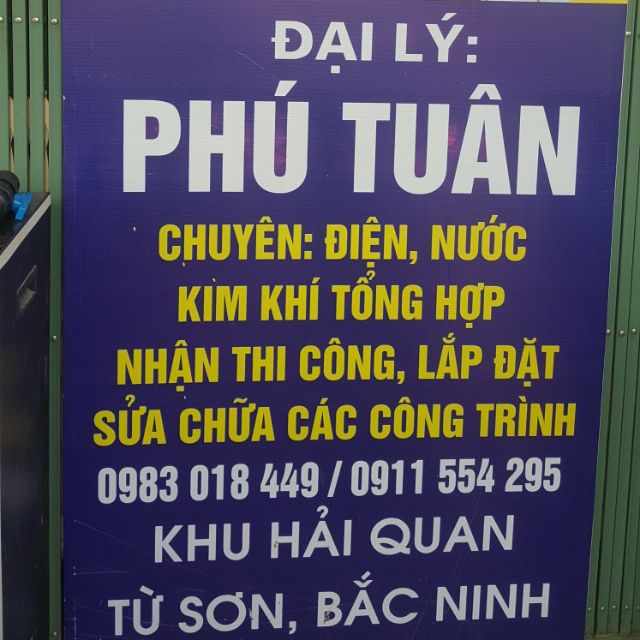 ĐẠI LÝ:
PHÚ TUÂN
CHUYÊN: ĐIỆN, NƯỚC
KIM KHÍ TỔNG HỢP
NHẬN THI CÔNG, LẮP ĐẶT
SỬA CHỮA CÁC CÔNG TRÌNH
0983 018 449 / 0911 554 295
KHU HẢI QUAN
TỪ SƠN, BẮC NINH